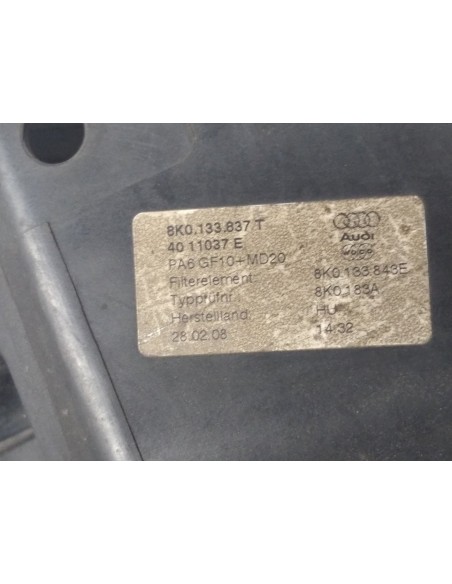 8K0.133.837 T
40 11037 E
PA6 GF10+MD20
Filterelement: 8K0 133 843E
Typprüfnr.: 8K0.183A
Herstellland: HU
28.02.08 14:32
Audi